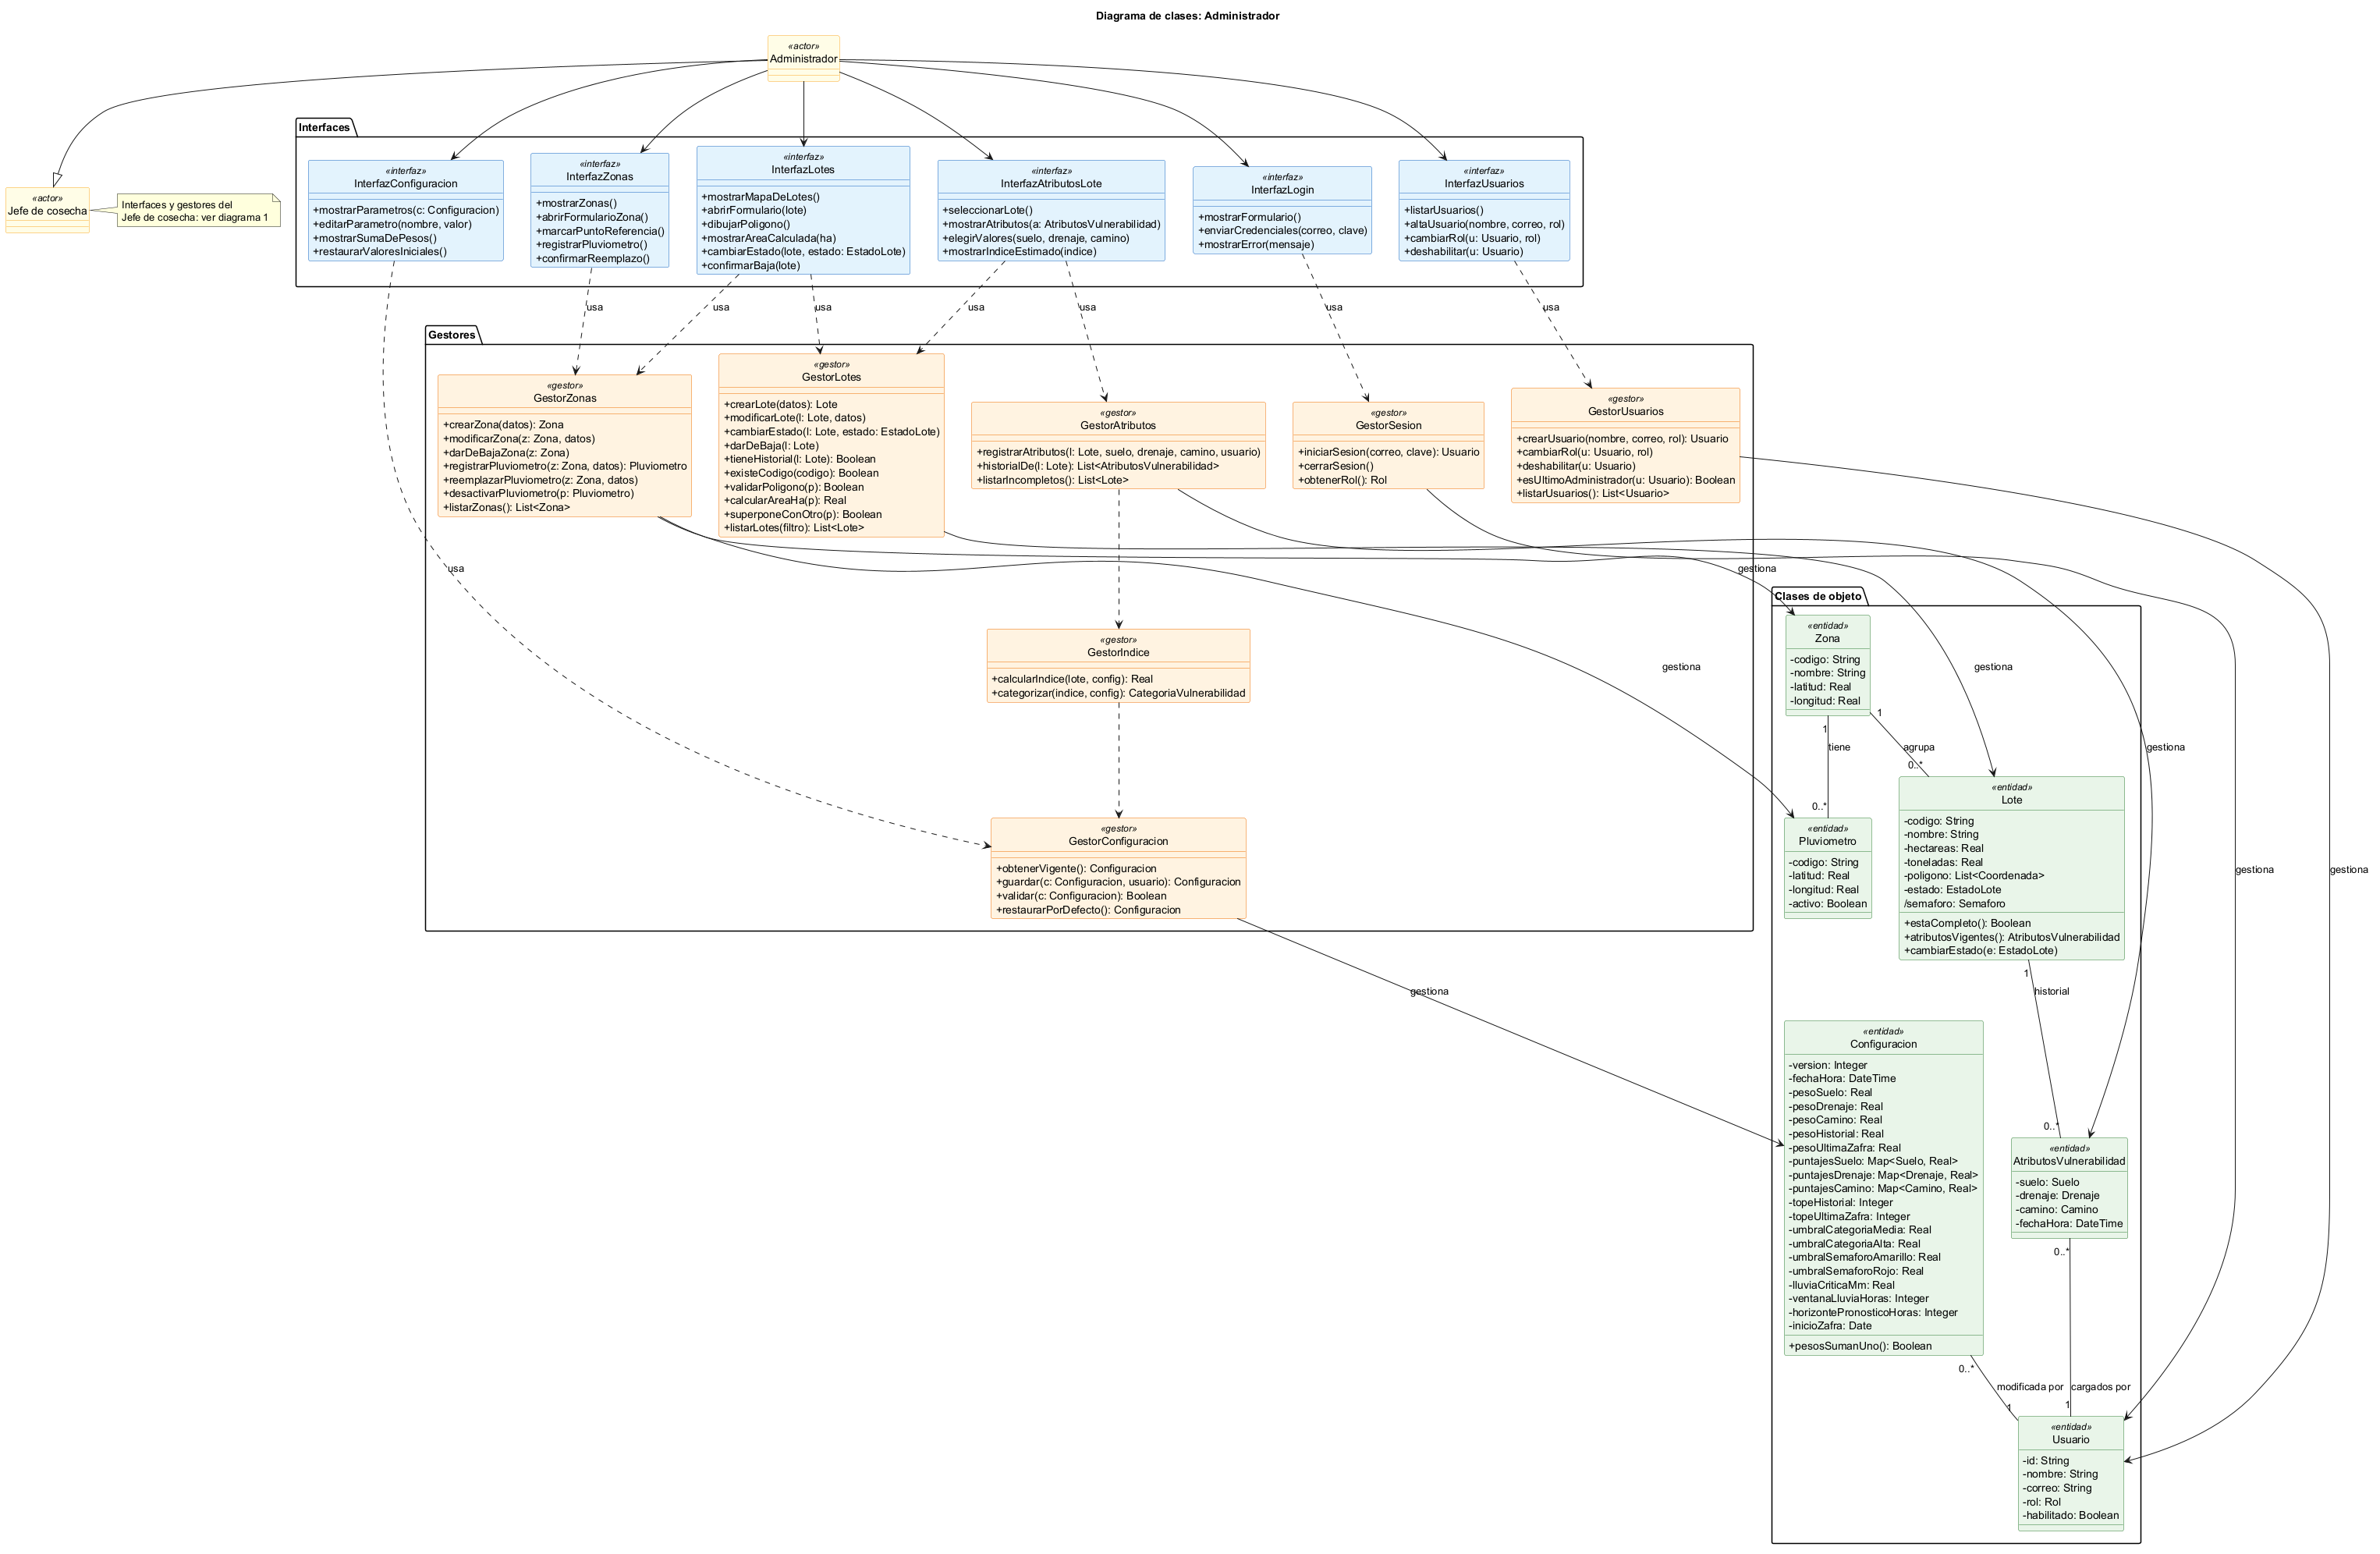 Diagrama de clases: Administrador
«actor»
Administrador
Interfaces
«actor»
Jefe de cosecha
Interfaces y gestores del
Jefe de cosecha: ver diagrama 1
«interfaz»
InterfazConfiguracion
+mostrarParametros(c: Configuracion)
+editarParametro(nombre, valor)
+mostrarSumaDePesos()
+restaurarValoresIniciales()
«interfaz»
InterfazZonas
+mostrarZonas()
+abrirFormularioZona()
+marcarPuntoReferencia()
+registrarPluviometro()
+confirmarReemplazo()
«interfaz»
InterfazLotes
+mostrarMapaDeLotes()
+abrirFormulario(lote)
+dibujarPoligono()
+mostrarAreaCalculada(ha)
+cambiarEstado(lote, estado: EstadoLote)
+confirmarBaja(lote)
«interfaz»
InterfazAtributosLote
+seleccionarLote()
+mostrarAtributos(a: AtributosVulnerabilidad)
+elegirValores(suelo, drenaje, camino)
+mostrarIndiceEstimado(indice)
«interfaz»
InterfazLogin
+mostrarFormulario()
+enviarCredenciales(correo, clave)
+mostrarError(mensaje)
«interfaz»
InterfazUsuarios
+listarUsuarios()
+altaUsuario(nombre, correo, rol)
+cambiarRol(u: Usuario, rol)
+deshabilitar(u: Usuario)
usa
usa
usa
usa
usa
usa
usa
Gestores
«gestor»
GestorZonas
+crearZona(datos): Zona
+modificarZona(z: Zona, datos)
+darDeBajaZona(z: Zona)
+registrarPluviometro(z: Zona, datos): Pluviometro
+reemplazarPluviometro(z: Zona, datos)
+desactivarPluviometro(p: Pluviometro)
+listarZonas(): List<Zona>
«gestor»
GestorLotes
+crearLote(datos): Lote
+modificarLote(l: Lote, datos)
+cambiarEstado(l: Lote, estado: EstadoLote)
+darDeBaja(l: Lote)
+tieneHistorial(l: Lote): Boolean
+existeCodigo(codigo): Boolean
+validarPoligono(p): Boolean
+calcularAreaHa(p): Real
+superponeConOtro(p): Boolean
+listarLotes(filtro): List<Lote>
«gestor»
GestorAtributos
+registrarAtributos(l: Lote, suelo, drenaje, camino, usuario)
+historialDe(l: Lote): List<AtributosVulnerabilidad>
+listarIncompletos(): List<Lote>
«gestor»
GestorSesion
+iniciarSesion(correo, clave): Usuario
+cerrarSesion()
+obtenerRol(): Rol
«gestor»
GestorUsuarios
+crearUsuario(nombre, correo, rol): Usuario
+cambiarRol(u: Usuario, rol)
+deshabilitar(u: Usuario)
+esUltimoAdministrador(u: Usuario): Boolean
+listarUsuarios(): List<Usuario>
usa
gestiona
Clases de objeto
«gestor»
GestorIndice
+calcularIndice(lote, config): Real
+categorizar(indice, config): CategoriaVulnerabilidad
gestiona
gestiona
«entidad»
Zona
-codigo: String
-nombre: String
-latitud: Real
-longitud: Real
1
1
tiene
agrupa
gestiona
0..*
0..*
«gestor»
GestorConfiguracion
+obtenerVigente(): Configuracion
+guardar(c: Configuracion, usuario): Configuracion
+validar(c: Configuracion): Boolean
+restaurarPorDefecto(): Configuracion
«entidad»
Pluviometro
-codigo: String
-latitud: Real
-longitud: Real
-activo: Boolean
«entidad»
Lote
-codigo: String
-nombre: String
-hectareas: Real
-toneladas: Real
-poligono: List<Coordenada>
-estado: EstadoLote
/semaforo: Semaforo
+estaCompleto(): Boolean
+atributosVigentes(): AtributosVulnerabilidad
+cambiarEstado(e: EstadoLote)
gestiona
gestiona
gestiona
1
historial
0..*
«entidad»
Configuracion
-version: Integer
-fechaHora: DateTime
-pesoSuelo: Real
-pesoDrenaje: Real
-pesoCamino: Real
-pesoHistorial: Real
-pesoUltimaZafra: Real
-puntajesSuelo: Map<Suelo, Real>
-puntajesDrenaje: Map<Drenaje, Real>
-puntajesCamino: Map<Camino, Real>
-topeHistorial: Integer
-topeUltimaZafra: Integer
-umbralCategoriaMedia: Real
-umbralCategoriaAlta: Real
-umbralSemaforoAmarillo: Real
-umbralSemaforoRojo: Real
-lluviaCriticaMm: Real
-ventanaLluviaHoras: Integer
-horizontePronosticoHoras: Integer
-inicioZafra: Date
+pesosSumanUno(): Boolean
«entidad»
AtributosVulnerabilidad
-suelo: Suelo
-drenaje: Drenaje
-camino: Camino
-fechaHora: DateTime
0..*
0..*
modificada por
cargados por
1
1
«entidad»
Usuario
-id: String
-nombre: String
-correo: String
-rol: Rol
-habilitado: Boolean